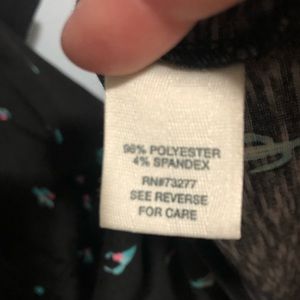 96% POLYESTER
4% SPANDEX
RN#73277
SEE REVERSE
FOR CARE